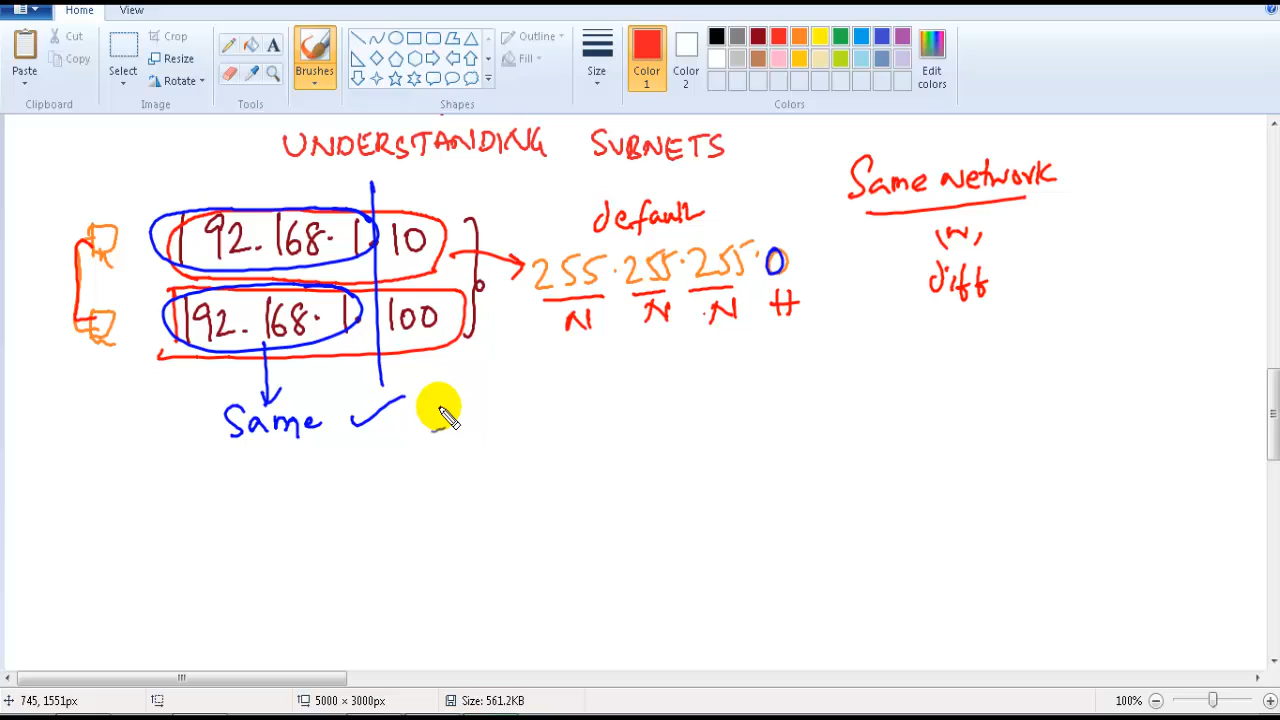 Home View
Paste
Cut
Copy
Clipboard
Select
Crop
Resize
Rotate
Image
A
Tools
Brushes
Outline
Fill
Shapes
Size
Color 1
Color 2
Edit colors
Colors
UNDERSTANDING SUBNETS
Same network
default
192.168.1.10
255.255.255.0
diff
N N N H
192.168.1.100
Same
745, 1551px
5000 × 3000px
Size: 561.2KB
100%